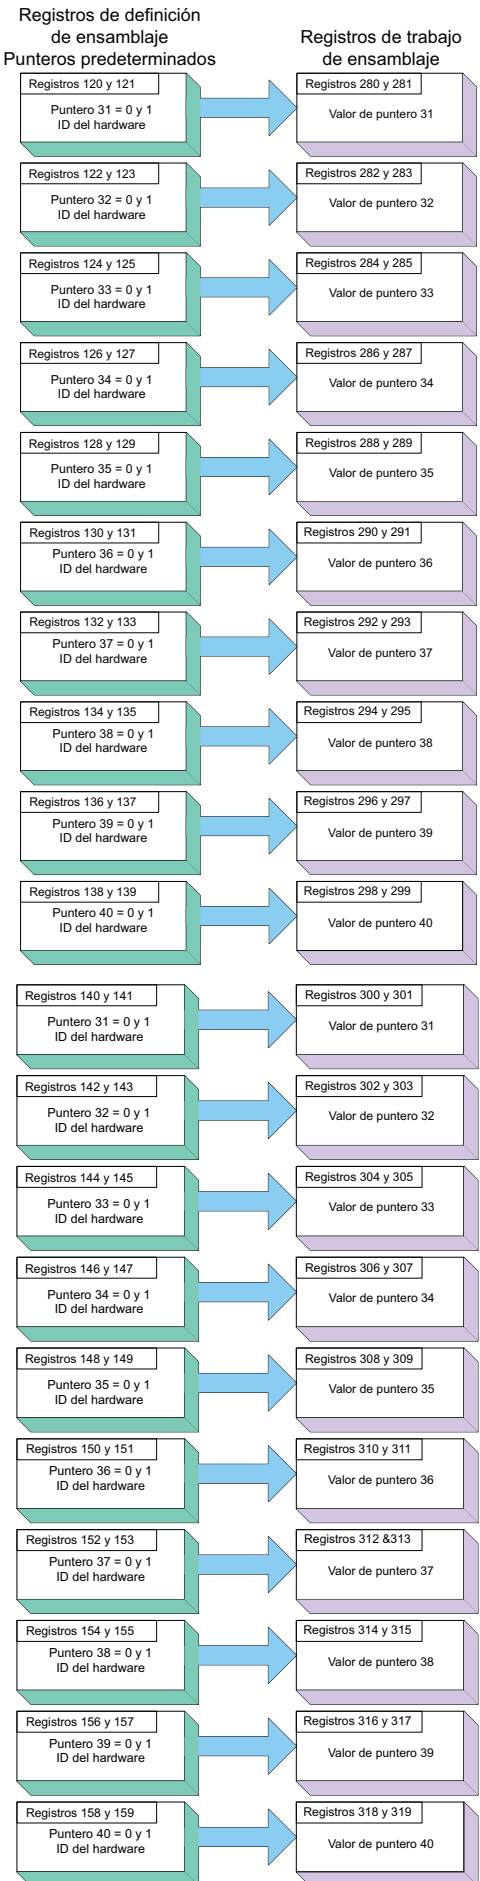 Registros de definición
de ensamblaje
Punteros predeterminados
Registros de trabajo
de ensamblaje
Registros 120 y 121
Puntero 31 = 0 y 1
ID del hardware
Registros 280 y 281
Valor de puntero 31
Registros 122 y 123
Puntero 32 = 0 y 1
ID del hardware
Registros 282 y 283
Valor de puntero 32
Registros 124 y 125
Puntero 33 = 0 y 1
ID del hardware
Registros 284 y 285
Valor de puntero 33
Registros 126 y 127
Puntero 34 = 0 y 1
ID del hardware
Registros 286 y 287
Valor de puntero 34
Registros 128 y 129
Puntero 35 = 0 y 1
ID del hardware
Registros 288 y 289
Valor de puntero 35
Registros 130 y 131
Puntero 36 = 0 y 1
ID del hardware
Registros 290 y 291
Valor de puntero 36
Registros 132 y 133
Puntero 37 = 0 y 1
ID del hardware
Registros 292 y 293
Valor de puntero 37
Registros 134 y 135
Puntero 38 = 0 y 1
ID del hardware
Registros 294 y 295
Valor de puntero 38
Registros 136 y 137
Puntero 39 = 0 y 1
ID del hardware
Registros 296 y 297
Valor de puntero 39
Registros 138 y 139
Puntero 40 = 0 y 1
ID del hardware
Registros 298 y 299
Valor de puntero 40
Registros 140 y 141
Puntero 31 = 0 y 1
ID del hardware
Registros 300 y 301
Valor de puntero 31
Registros 142 y 143
Puntero 32 = 0 y 1
ID del hardware
Registros 302 y 303
Valor de puntero 32
Registros 144 y 145
Puntero 33 = 0 y 1
ID del hardware
Registros 304 y 305
Valor de puntero 33
Registros 146 y 147
Puntero 34 = 0 y 1
ID del hardware
Registros 306 y 307
Valor de puntero 34
Registros 148 y 149
Puntero 35 = 0 y 1
ID del hardware
Registros 308 y 309
Valor de puntero 35
Registros 150 y 151
Puntero 36 = 0 y 1
ID del hardware
Registros 310 y 311
Valor de puntero 36
Registros 152 y 153
Puntero 37 = 0 y 1
ID del hardware
Registros 312 &313
Valor de puntero 37
Registros 154 y 155
Puntero 38 = 0 y 1
ID del hardware
Registros 314 y 315
Valor de puntero 38
Registros 156 y 157
Puntero 39 = 0 y 1
ID del hardware
Registros 316 y 317
Valor de puntero 39
Registros 158 y 159
Puntero 40 = 0 y 1
ID del hardware
Registros 318 y 319
Valor de puntero 40